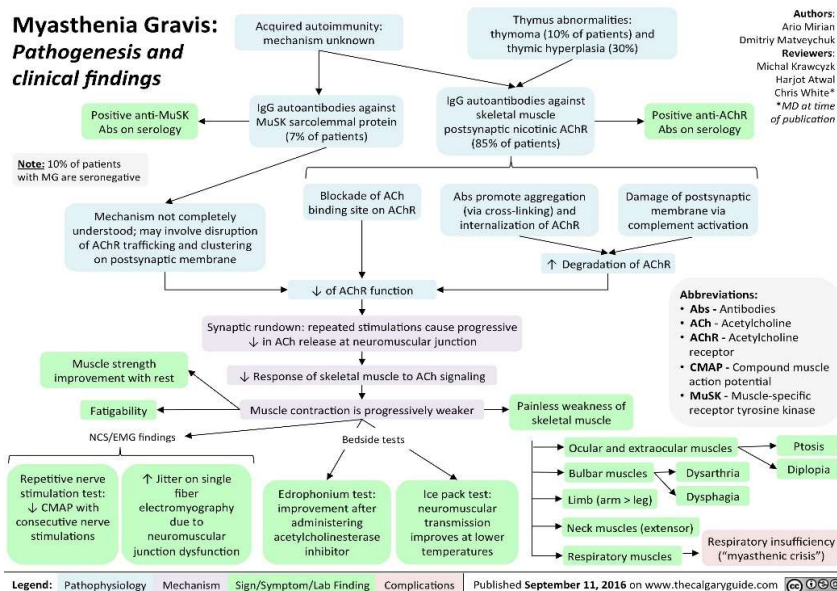 Myasthenia Gravis:
Pathogenesis and
clinical findings
Acquired autoimmunity:
mechanism unknown
Thymus abnormalities:
thymoma (10% of patients) and
thymic hyperplasia (30%)
Authors:
Ario Mirian
Dmitriy Matveychuk
Reviewers:
Michal Krawcyzk
Harjot Atwal
Chris White*
*MD at time
of publication
Positive anti-MuSK
Abs on serology
IgG autoantibodies against
MuSK sarcolemmal protein
(7% of patients)
IgG autoantibodies against
skeletal muscle
postsynaptic nicotinic AChR
(85% of patients)
Positive anti-AChR
Abs on serology
Note: 10% of patients
with MG are seronegative
Mechanism not completely
understood; may involve disruption
of AChR trafficking and clustering
on postsynaptic membrane
Blockade of ACh
binding site on AChR
Abs promote aggregation
(via cross-linking) and
internalization of AChR
Damage of postsynaptic
membrane via
complement activation
↑ Degradation of AChR
↓ of AChR function
Synaptic rundown: repeated stimulations cause progressive
↓ in ACh release at neuromuscular junction
↓ Response of skeletal muscle to ACh signaling
Muscle contraction is progressively weaker
Muscle strength
improvement with rest
Fatigability
Painless weakness of
skeletal muscle
Abbreviations:
• Abs - Antibodies
• ACh - Acetylcholine
• AChR - Acetylcholine
receptor
• CMAP - Compound muscle
action potential
• MuSK - Muscle-specific
receptor tyrosine kinase
NCS/EMG findings
Bedside tests
Repetitive nerve
stimulation test:
↓ CMAP with
consecutive nerve
stimulations
↑ Jitter on single
fiber
electromyography
due to
neuromuscular
junction dysfunction
Edrophonium test:
improvement after
administering
acetylcholinesterase
inhibitor
Ice pack test:
neuromuscular
transmission
improves at lower
temperatures
Ocular and extraocular muscles
Ptosis
Diplopia
Bulbar muscles
Dysarthria
Dysphagia
Limb (arm > leg)
Neck muscles (extensor)
Respiratory muscles
Respiratory insufficiency
("myasthenic crisis")
Legend: Pathophysiology Mechanism Sign/Symptom/Lab Finding Complications Published September 11, 2016 on www.thecalgaryguide.com